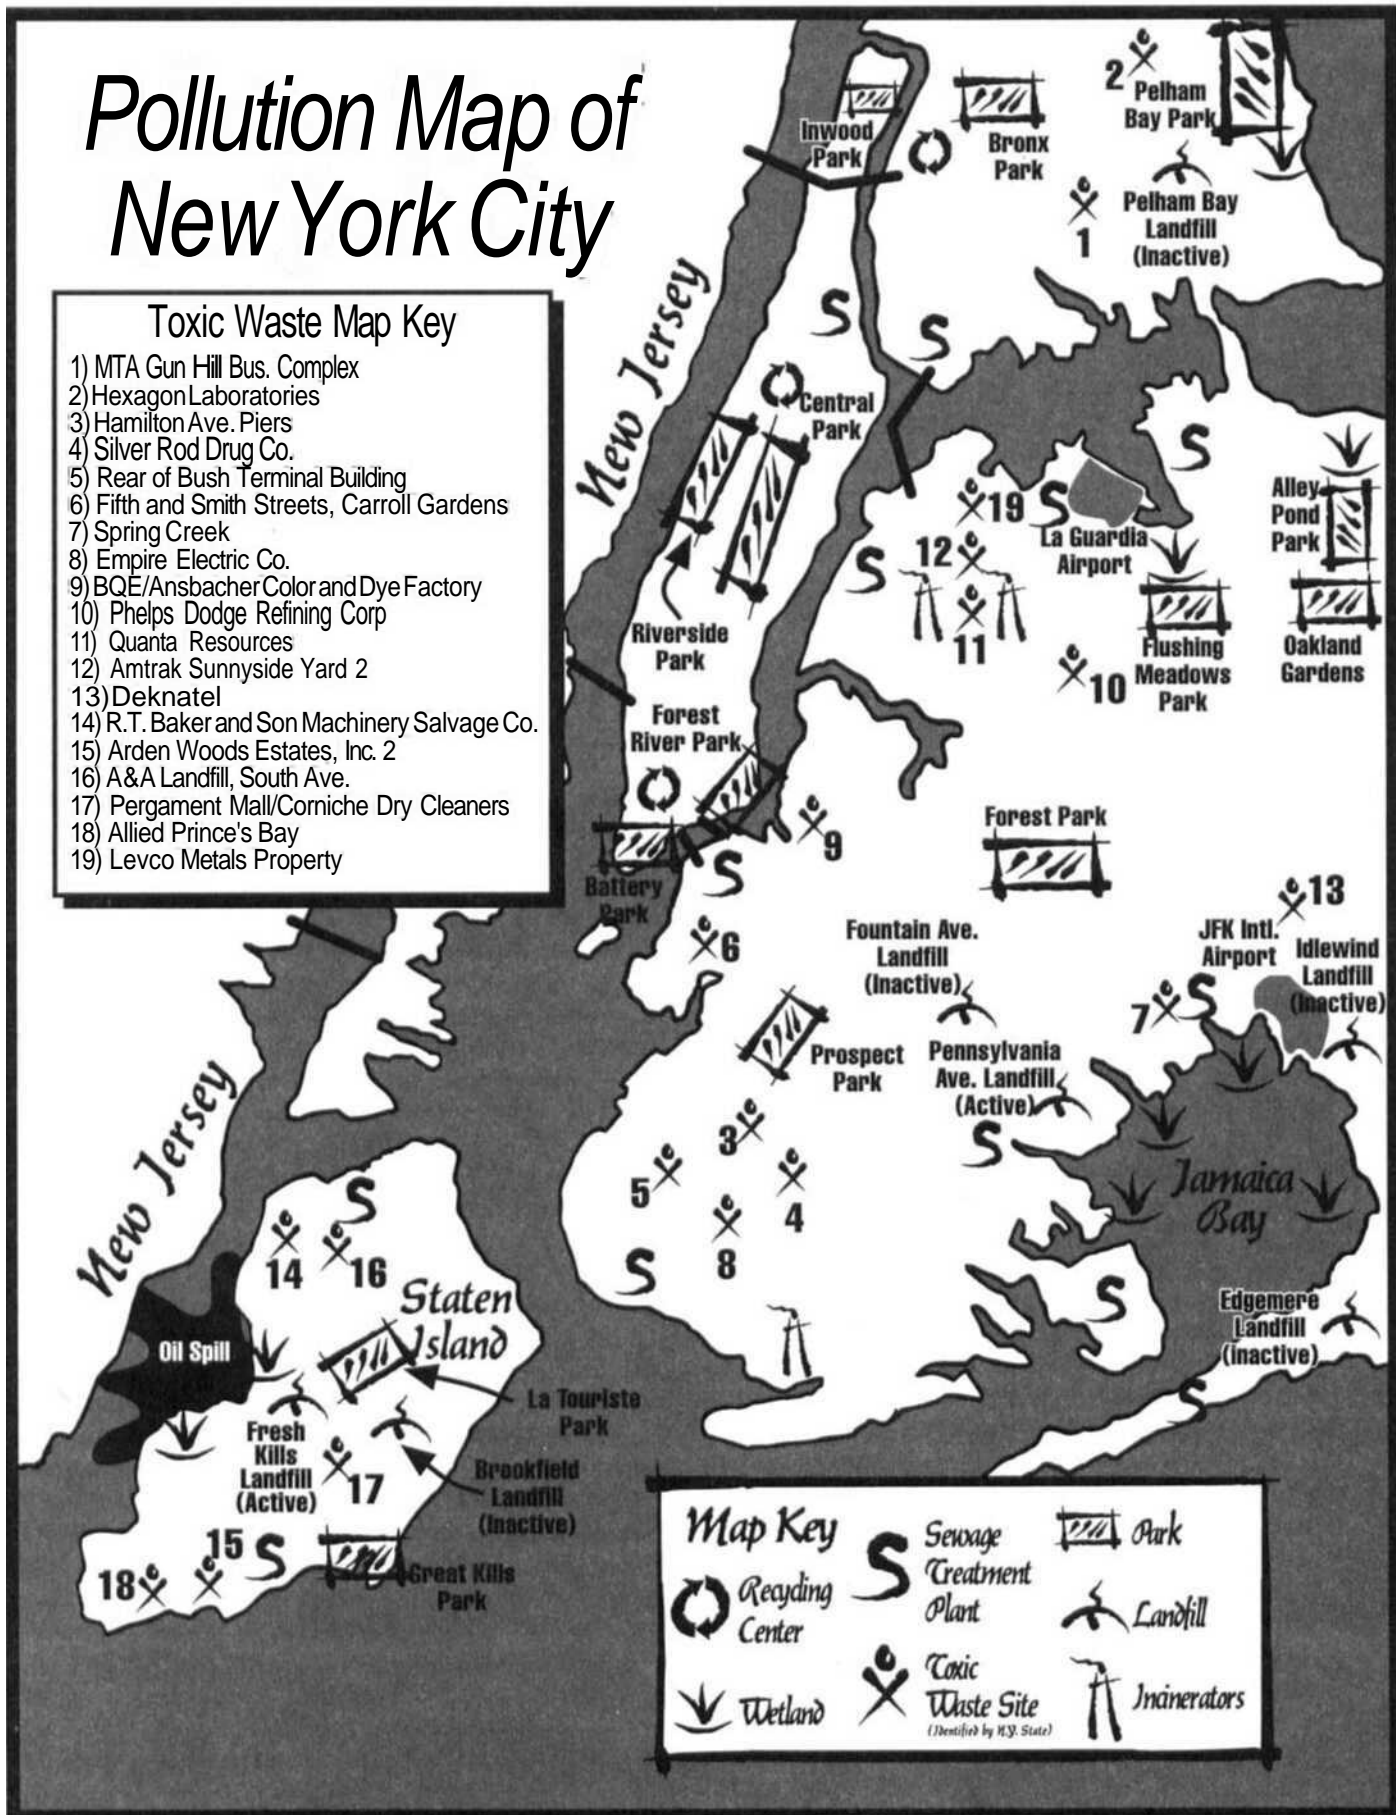 Pollution Map of
New York City
Toxic Waste Map Key
1) MTA Gun Hill Bus. Complex
2) Hexagon Laboratories
3) Hamilton Ave. Piers
4) Silver Rod Drug Co.
5) Rear of Bush Terminal Building
6) Fifth and Smith Streets, Carroll Gardens
7) Spring Creek
8) Empire Electric Co.
9) BQE/Ansbacher Color and Dye Factory
10) Phelps Dodge Refining Corp
11) Quanta Resources
12) Amtrak Sunnyside Yard 2
13) Deknatel
14) R.T. Baker and Son Machinery Salvage Co.
15) Arden Woods Estates, Inc. 2
16) A&A Landfill, South Ave.
17) Pergament Mall/Corniche Dry Cleaners
18) Allied Prince's Bay
19) Levco Metals Property
Inwood
Park
Bronx
Park
2
Pelham
Bay Park
1
Pelham Bay
Landfill
(Inactive)
New Jersey
S
S
Central
Park
S
19
S
La Guardia
Airport
Alley
Pond
Park
12
S
11
Riverside
Park
10
Flushing
Meadows
Park
Oakland
Gardens
Forest
River Park
9
Forest Park
Battery
Park
S
6
Fountain Ave.
Landfill
(Inactive)
13
JFK Intl.
Airport
Idlewind
Landfill
(Inactive)
7
S
Prospect
Park
Pennsylvania
Ave. Landfill
(Active)
New Jersey
3
S
5
4
8
S
Jamaica
Bay
S
14
16
S
Staten
Island
Edgemere
Landfill
(inactive)
S
Oil Spill
La Touriste
Park
Fresh
Kills
Landfill
(Active)
17
Brookfield
Landfill
(Inactive)
15
S
18
Great Kills
Park
Map Key
Recycling
Center
Wetland
S
Sewage
Treatment
Plant
Toxic
Waste Site
(Identified by N.Y. State)
Park
Landfill
Incinerators